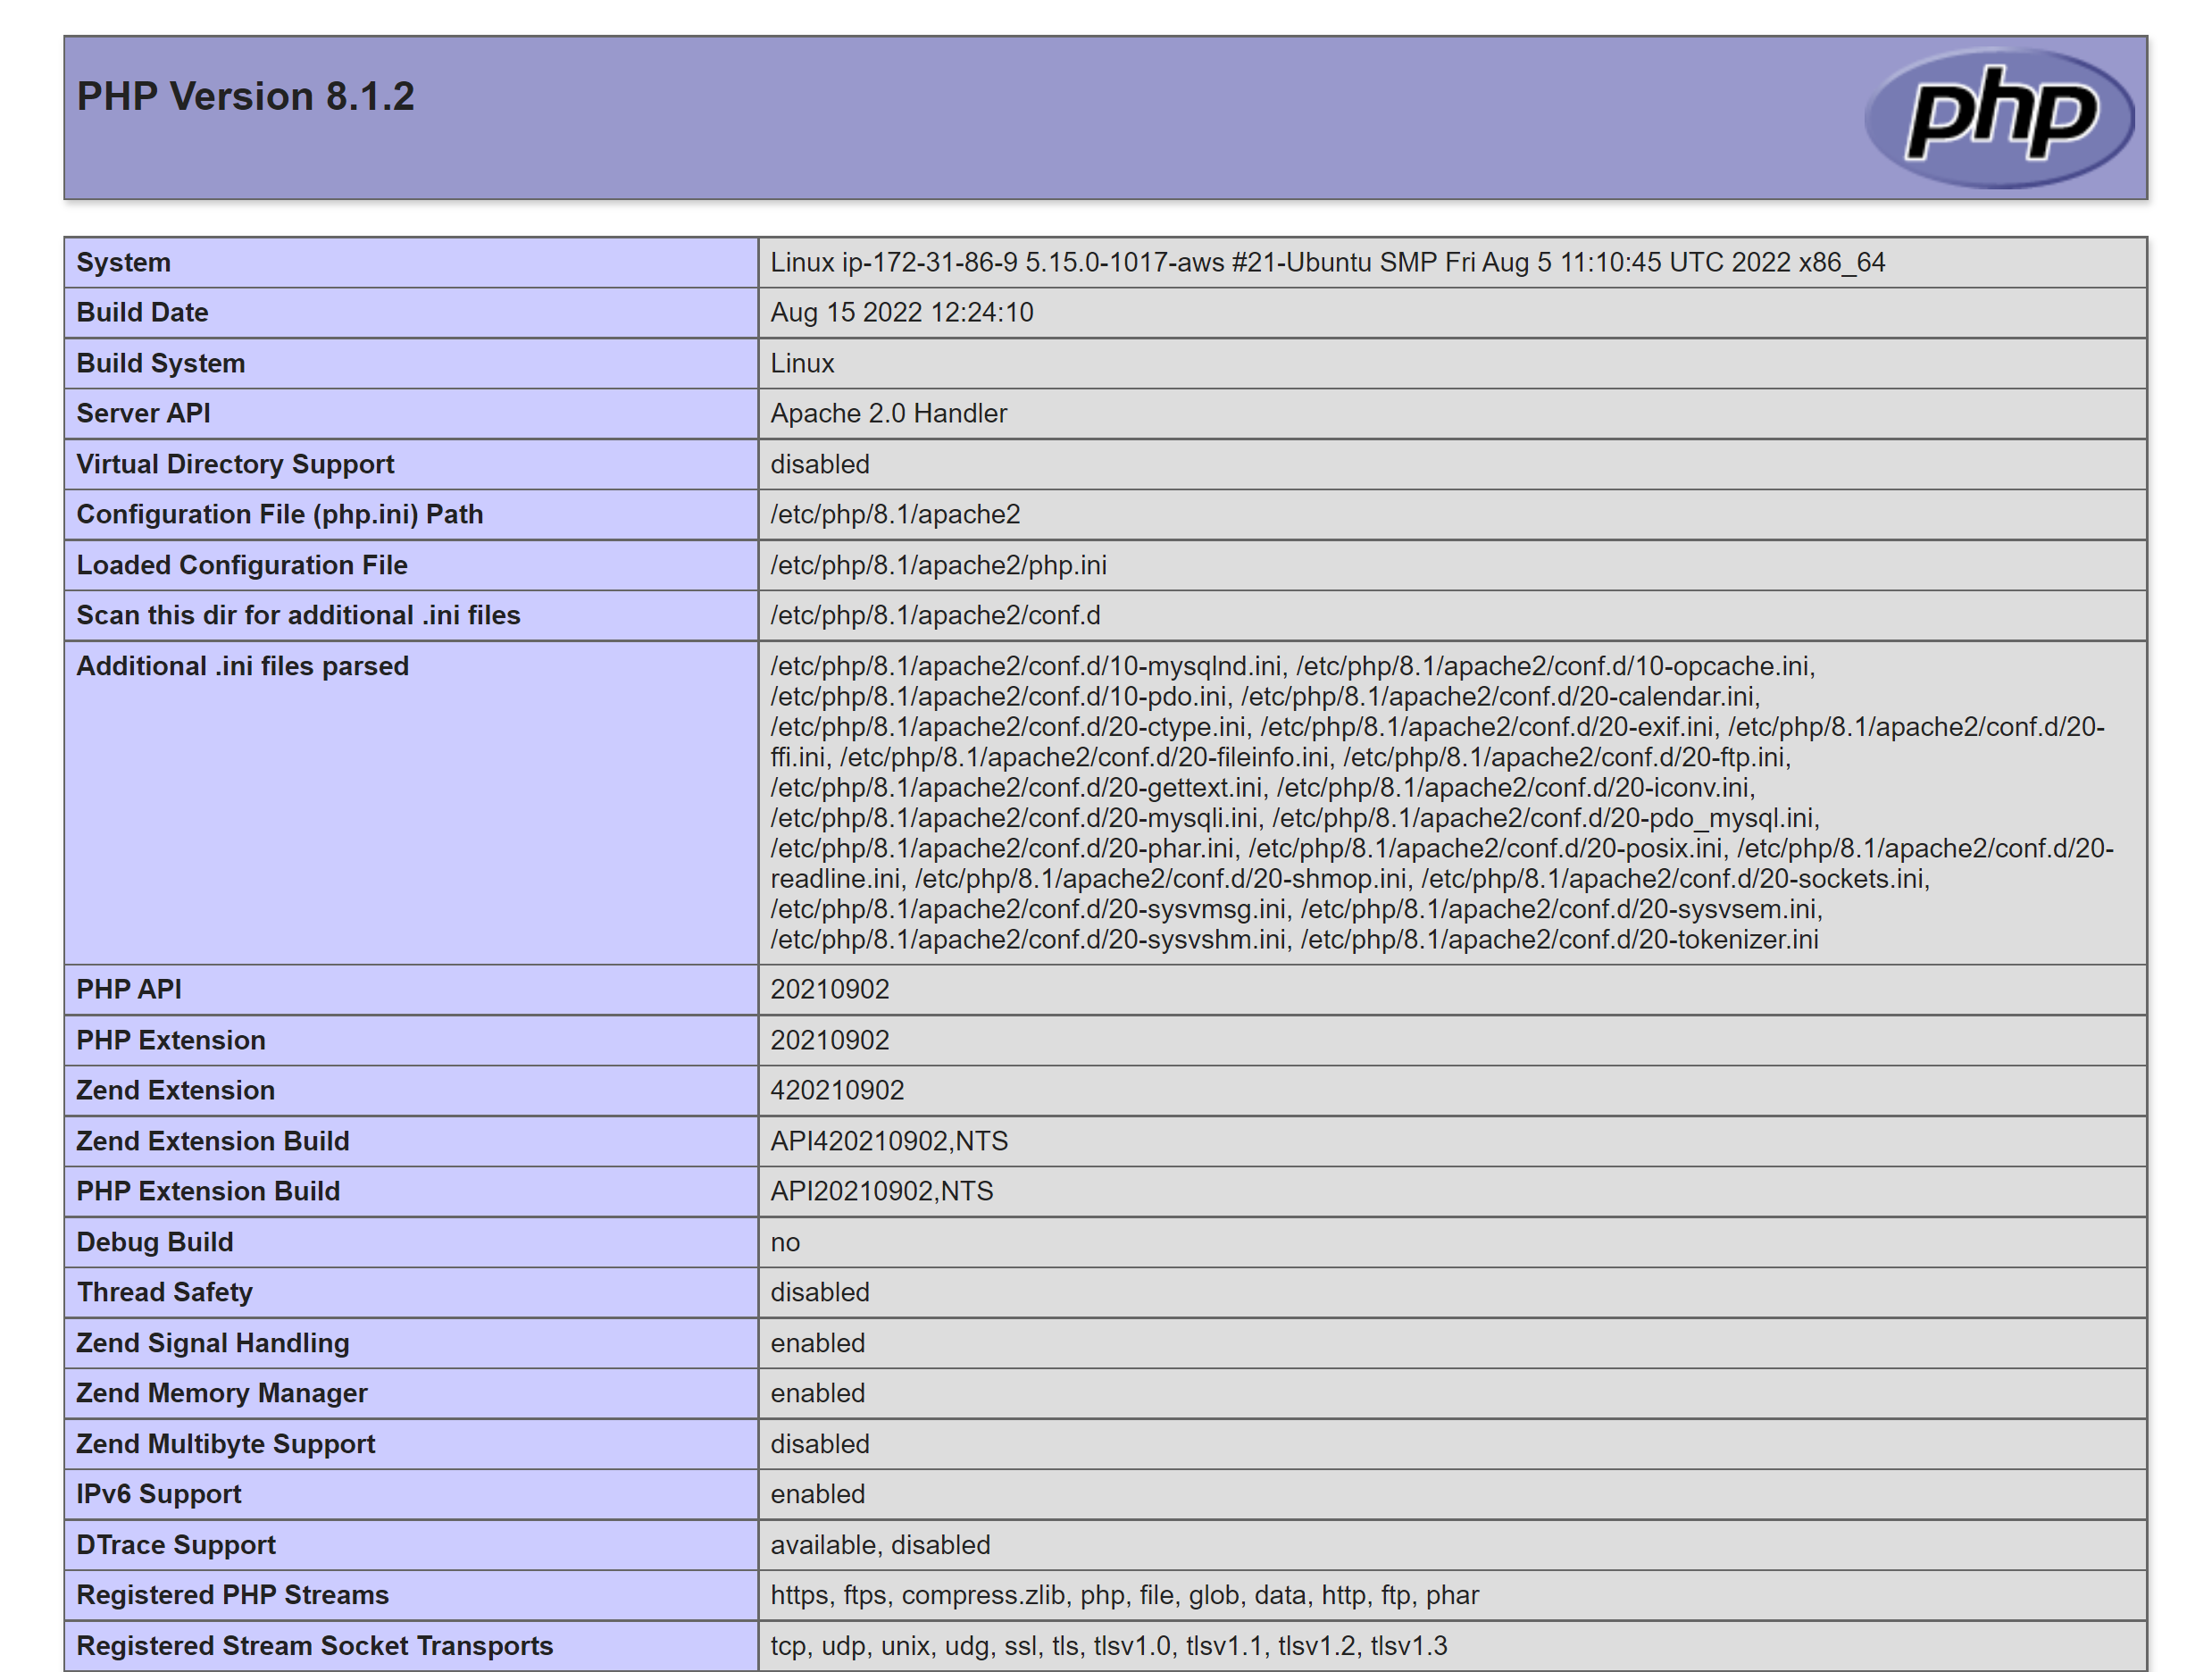 PHP Version 8.1.2
php
System Linux ip-172-31-86-9 5.15.0-1017-aws #21-Ubuntu SMP Fri Aug 5 11:10:45 UTC 2022 x86_64
Build Date Aug 15 2022 12:24:10
Build System Linux
Server API Apache 2.0 Handler
Virtual Directory Support disabled
Configuration File (php.ini) Path /etc/php/8.1/apache2
Loaded Configuration File /etc/php/8.1/apache2/php.ini
Scan this dir for additional .ini files /etc/php/8.1/apache2/conf.d
Additional .ini files parsed /etc/php/8.1/apache2/conf.d/10-mysqlnd.ini, /etc/php/8.1/apache2/conf.d/10-opcache.ini,
/etc/php/8.1/apache2/conf.d/10-pdo.ini, /etc/php/8.1/apache2/conf.d/20-calendar.ini,
/etc/php/8.1/apache2/conf.d/20-ctype.ini, /etc/php/8.1/apache2/conf.d/20-exif.ini, /etc/php/8.1/apache2/conf.d/20-
ffi.ini, /etc/php/8.1/apache2/conf.d/20-fileinfo.ini, /etc/php/8.1/apache2/conf.d/20-ftp.ini,
/etc/php/8.1/apache2/conf.d/20-gettext.ini, /etc/php/8.1/apache2/conf.d/20-iconv.ini,
/etc/php/8.1/apache2/conf.d/20-mysqli.ini, /etc/php/8.1/apache2/conf.d/20-pdo_mysql.ini,
/etc/php/8.1/apache2/conf.d/20-phar.ini, /etc/php/8.1/apache2/conf.d/20-posix.ini, /etc/php/8.1/apache2/conf.d/20-
readline.ini, /etc/php/8.1/apache2/conf.d/20-shmop.ini, /etc/php/8.1/apache2/conf.d/20-sockets.ini,
/etc/php/8.1/apache2/conf.d/20-sysvmsg.ini, /etc/php/8.1/apache2/conf.d/20-sysvsem.ini,
/etc/php/8.1/apache2/conf.d/20-sysvshm.ini, /etc/php/8.1/apache2/conf.d/20-tokenizer.ini
PHP API 20210902
PHP Extension 20210902
Zend Extension 420210902
Zend Extension Build API420210902,NTS
PHP Extension Build API20210902,NTS
Debug Build no
Thread Safety disabled
Zend Signal Handling enabled
Zend Memory Manager enabled
Zend Multibyte Support disabled
IPv6 Support enabled
DTrace Support available, disabled
Registered PHP Streams https, ftps, compress.zlib, php, file, glob, data, http, ftp, phar
Registered Stream Socket Transports tcp, udp, unix, udg, ssl, tls, tlsv1.0, tlsv1.1, tlsv1.2, tlsv1.3